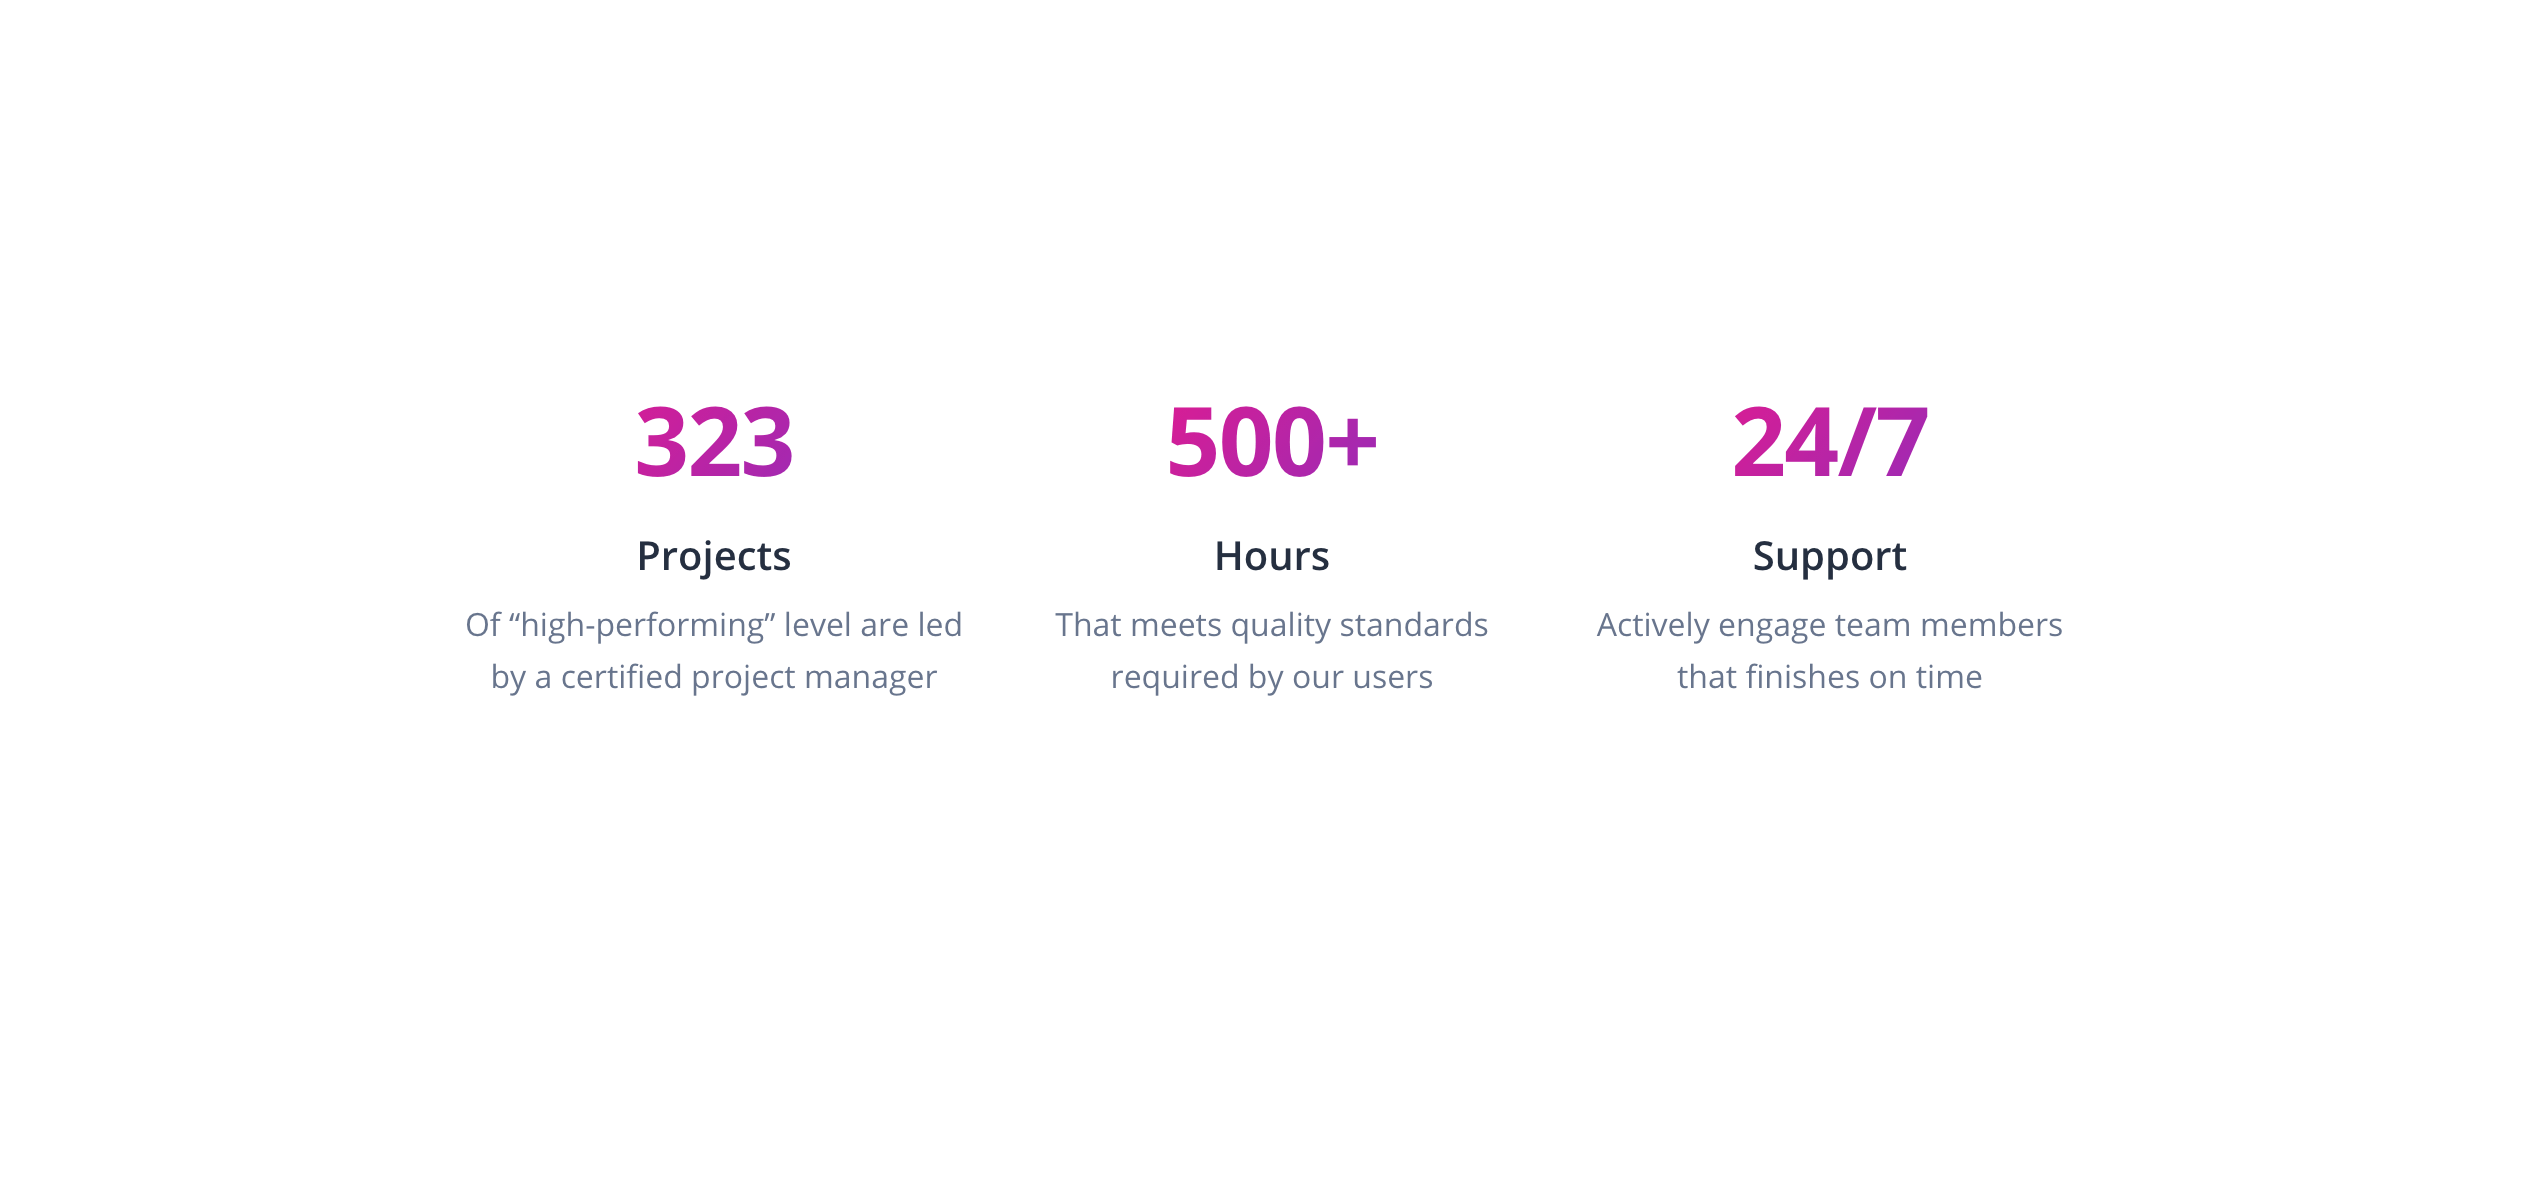 323
Projects
Of “high-performing” level are led
by a certified project manager
500+
Hours
That meets quality standards
required by our users
24/7
Support
Actively engage team members
that finishes on time